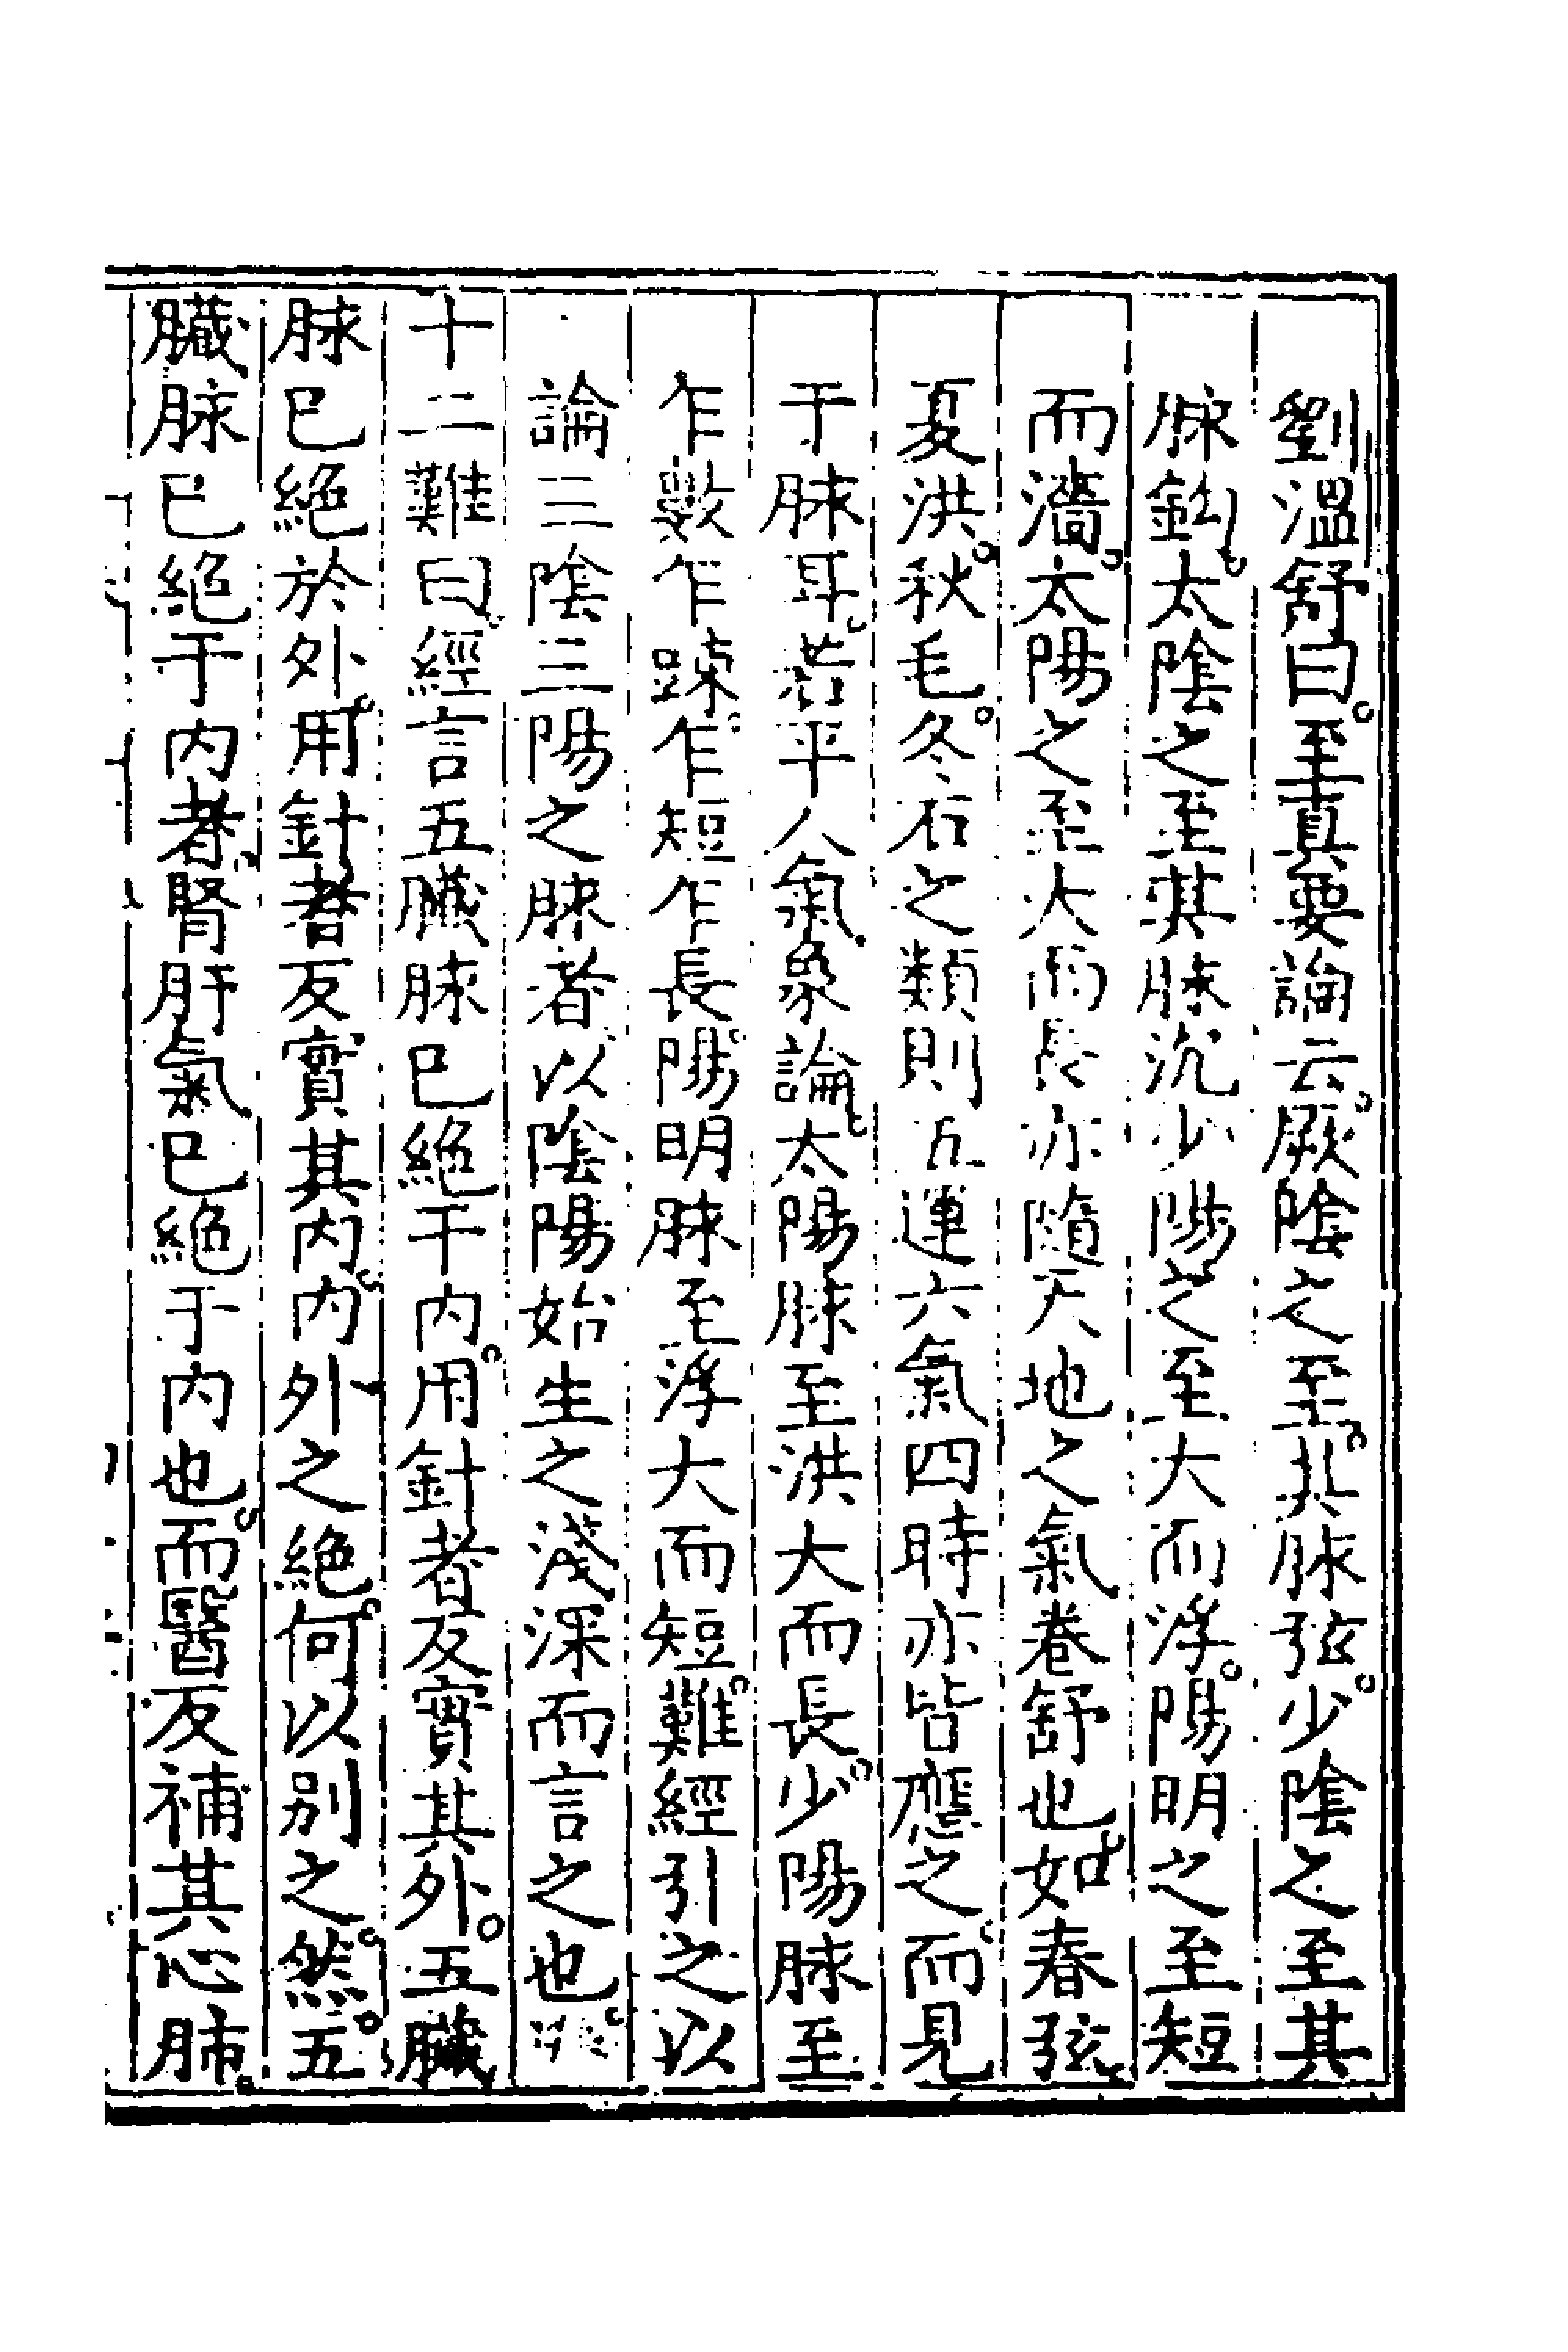 劉溫舒曰至真要論云厥陰之至其脉弦少陰之至其
脉鈎太陰之至其脉沉少陽之至大而浮陽明之至短
而濇太陽之至大而長亦隨天地之氣卷舒也如春弦
夏洪秋毛冬石之類則五運六氣四時亦皆應之而見
于脉耳若平人氣象論太陽脉至洪大而長少陽脉至
乍數乍踈乍短乍長陽明脉至浮大而短難經引之以
論三陰三陽之脉者以陰陽始生之淺深而言之也
十二難曰經言五臟脉已絕于內用針者反實其外五臟
脉已絕於外用針者反實其內內外之絕何以別之然五
臟脉已絕于內者腎肝氣已絕于內也而醫反補其心肺